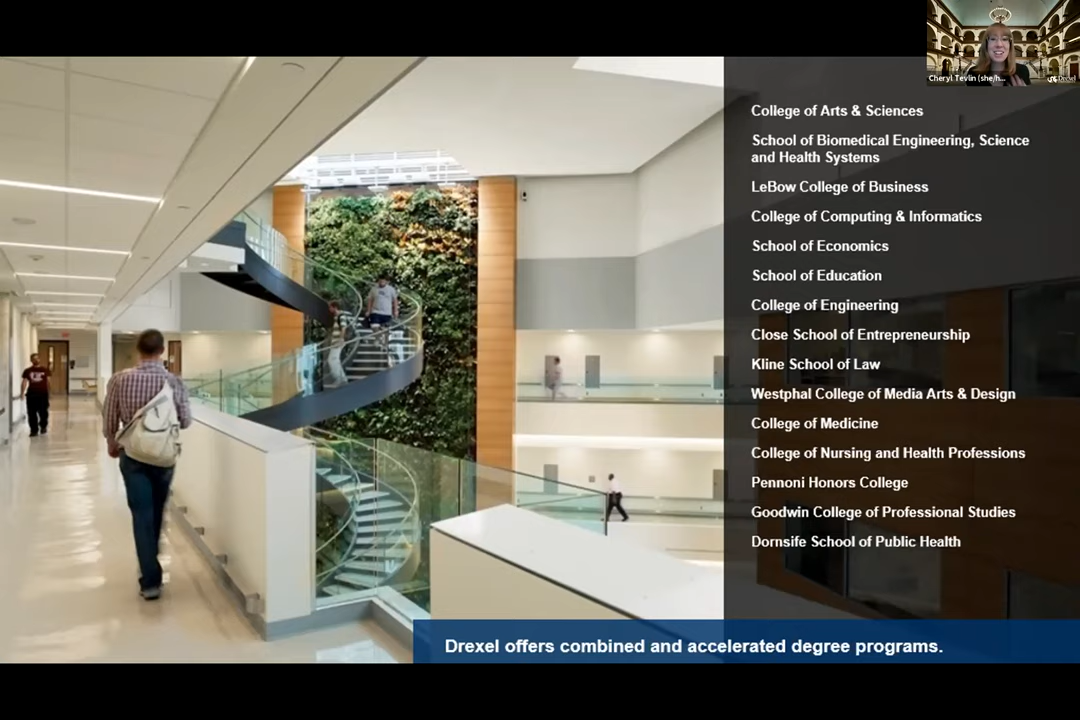 Cheryl Tevlin (she/h...
Drexel
College of Arts & Sciences
School of Biomedical Engineering, Science
and Health Systems
LeBow College of Business
College of Computing & Informatics
School of Economics
School of Education
College of Engineering
Close School of Entrepreneurship
Kline School of Law
Westphal College of Media Arts & Design
College of Medicine
College of Nursing and Health Professions
Pennoni Honors College
Goodwin College of Professional Studies
Dornsife School of Public Health
Drexel offers combined and accelerated degree programs.